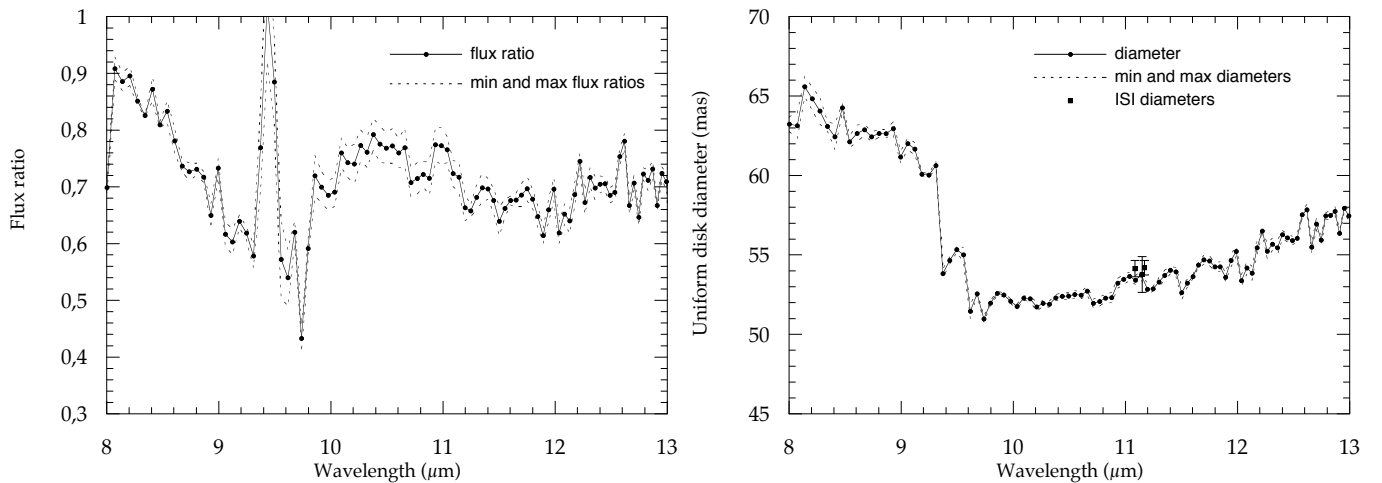 1
0,9
0,8
0,7
0,6
0,5
0,4
0,3
Flux ratio
flux ratio
min and max flux ratios
8
9
10
11
12
13
Wavelength (µm)
70
65
60
55
50
45
Uniform disk diameter (mas)
diameter
min and max diameters
ISI diameters
8
9
10
11
12
13
Wavelength (µm)